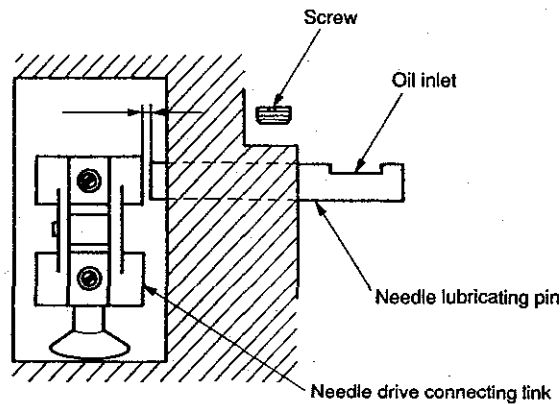 Screw
Oil inlet
Needle lubricating pin
Needle drive connecting link